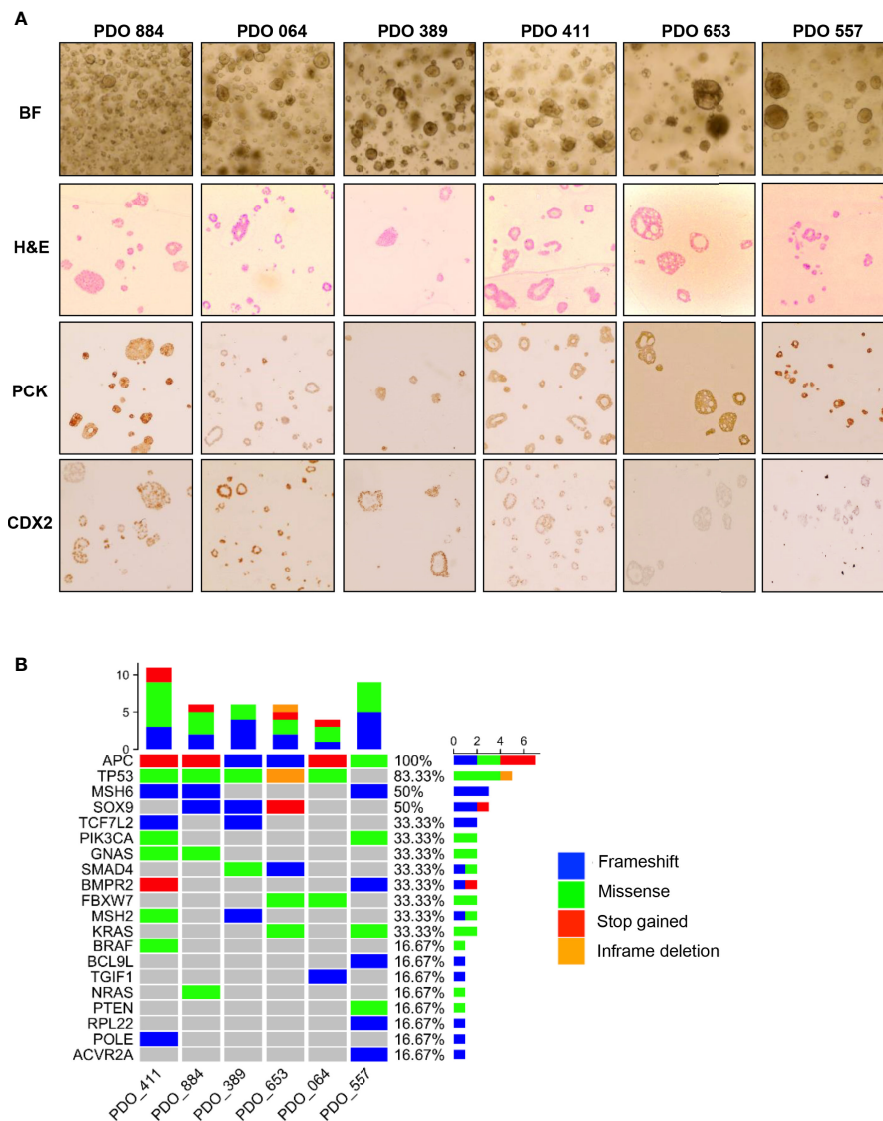 A
PDO 884 PDO 064 PDO 389 PDO 411 PDO 653 PDO 557
BF
H&E
PCK
CDX2
B
10
5
0
0 2 4 6
APC 100%
TP53 83.33%
MSH6 50%
SOX9 50%
TCF7L2 33.33%
PIK3CA 33.33%
GNAS 33.33%
SMAD4 33.33%
BMPR2 33.33%
FBXW7 33.33%
MSH2 33.33%
KRAS 33.33%
BRAF 16.67%
BCL9L 16.67%
TGIF1 16.67%
NRAS 16.67%
PTEN 16.67%
RPL22 16.67%
POLE 16.67%
ACVR2A 16.67%
PDO_411 PDO_884 PDO_389 PDO_653 PDO_064 PDO_557
Frameshift
Missense
Stop gained
Inframe deletion